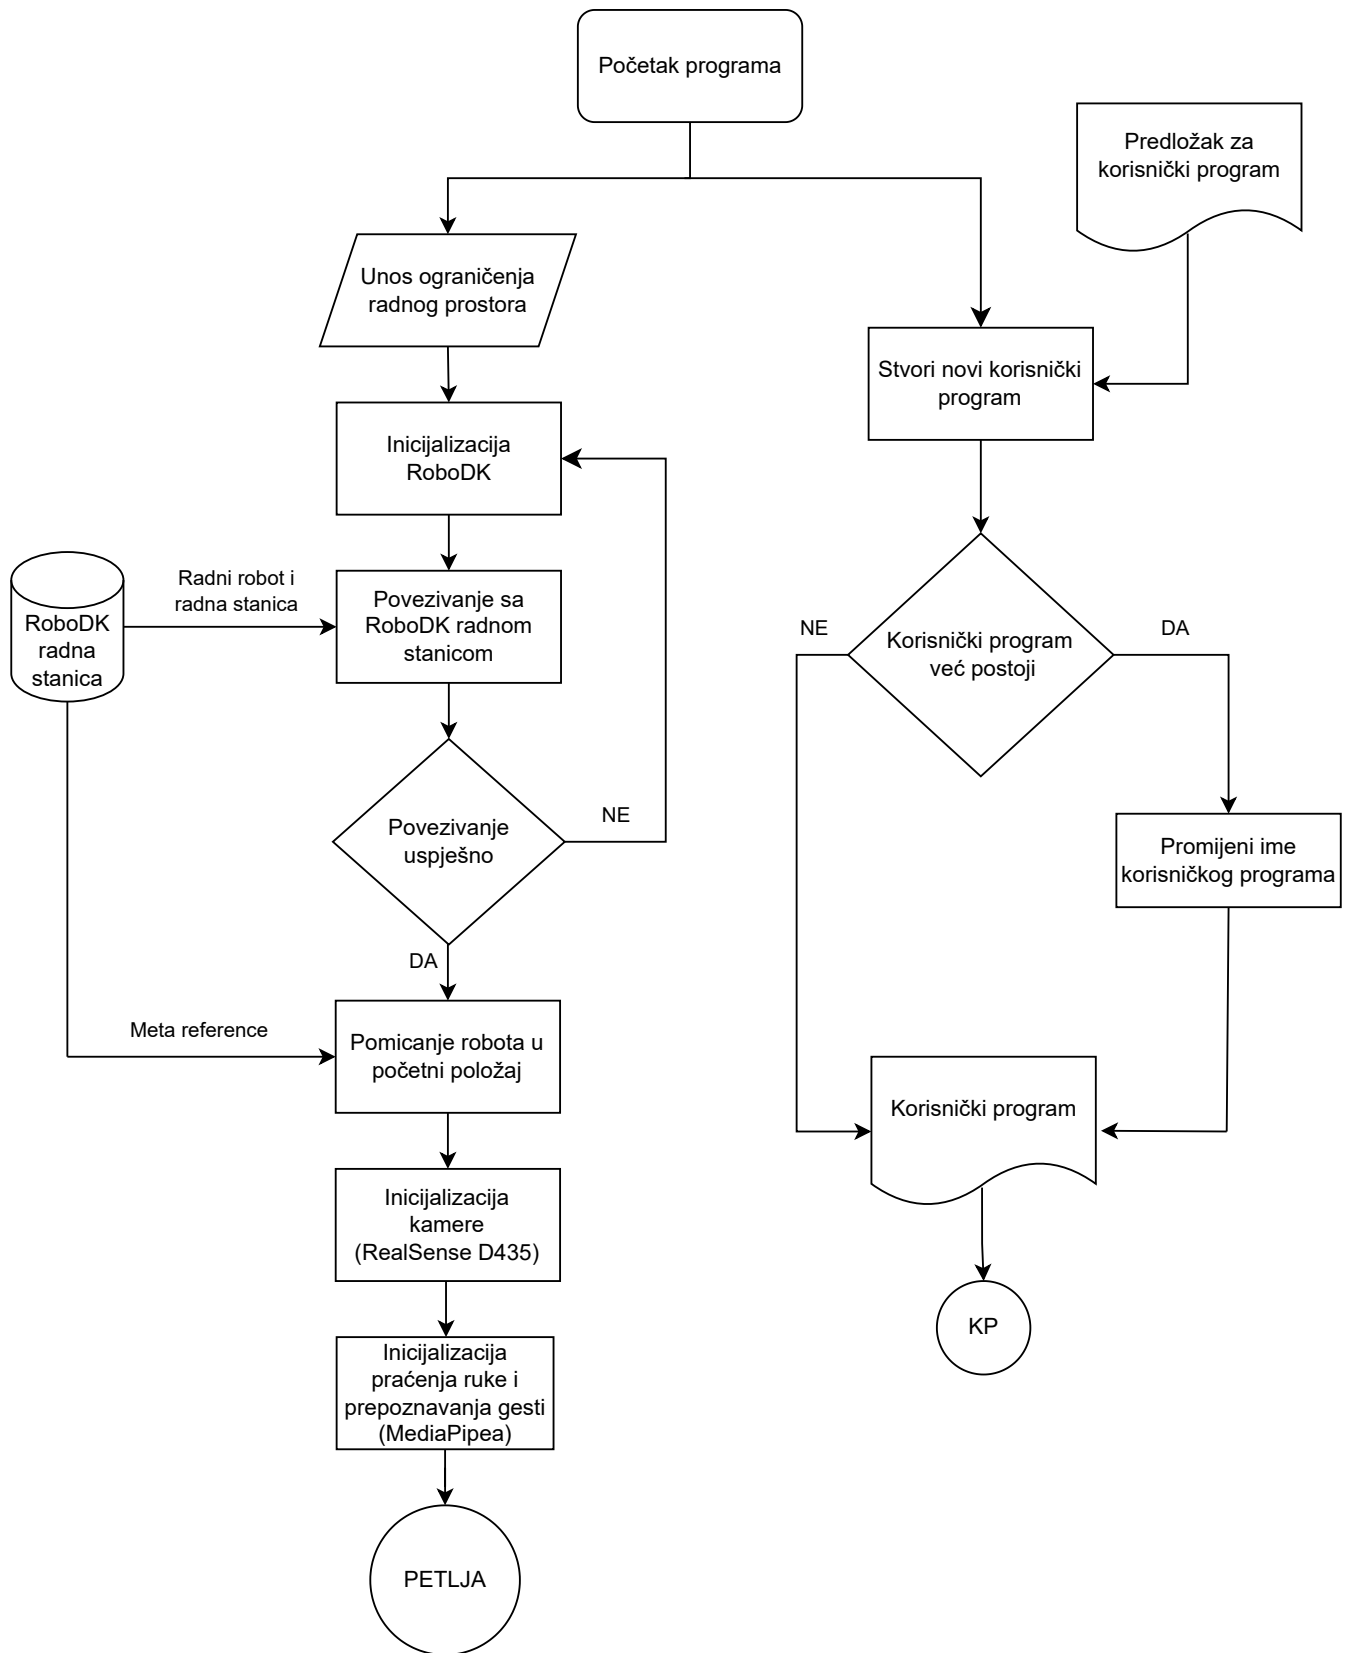 Početak programa
Predložak za
korisnički program
Unos ograničenja
radnog prostora
Stvori novi korisnički
program
Inicijalizacija
RoboDK
Radni robot i
radna stanica
RoboDK
radna
stanica
Povezivanje sa
RoboDK radnom
stanicom
NE
DA
Korisnički program
već postoji
Povezivanje
uspješno
NE
DA
Promijeni ime
korisničkog programa
Meta reference
Pomicanje robota u
početni položaj
Korisnički program
Inicijalizacija
kamere
(RealSense D435)
KP
Inicijalizacija
praćenja ruke i
prepoznavanja gesti
(MediaPipea)
PETLJA